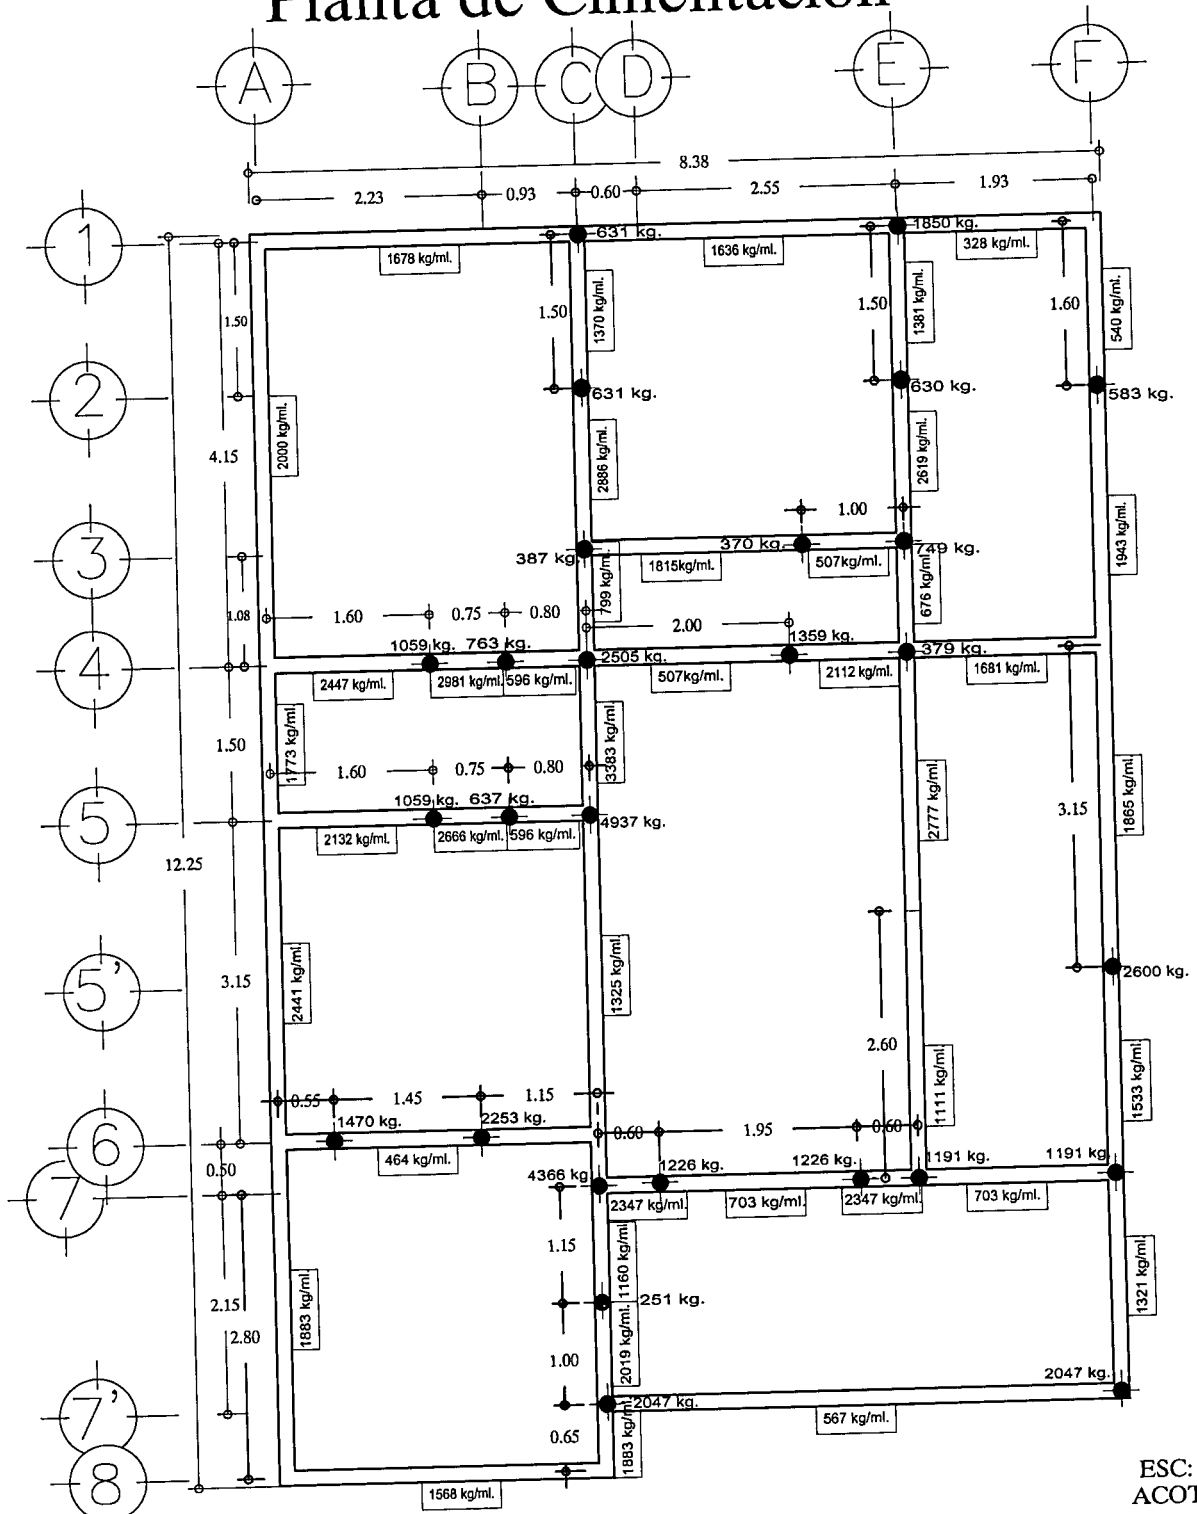 Planta de Cimentación
A B C D E F
8.38
2.23 0.93 0.60 2.55 1.93
1
631 kg. 1850 kg.
1678 kg/ml. 1636 kg/ml. 328 kg/ml.
1.50 1.50 1.50 1.60
1370 kg/ml. 1381 kg/ml. 540 kg/ml.
2
631 kg. 630 kg. 583 kg.
2000 kg/ml. 2886 kg/ml. 2619 kg/ml. 1943 kg/ml.
4.15
1.00
3
387 kg. 370 kg. 749 kg.
1815kg/ml. 507kg/ml.
799 kg/ml. 676 kg/ml.
1.08 1.60 0.75 0.80 2.00
4
1059 kg. 763 kg. 2505 kg. 1359 kg. 379 kg.
2447 kg/ml. 2981 kg/ml. 596 kg/ml. 507kg/ml. 2112 kg/ml. 1681 kg/ml.
1.50 1773 kg/ml. 3383 kg/ml. 2777 kg/ml. 1865 kg/ml.
1.60 0.75 0.80
3.15
5
1059 kg. 637 kg. 4937 kg.
2132 kg/ml. 2666 kg/ml. 596 kg/ml.
12.25
5'
3.15 2441 kg/ml. 1325 kg/ml. 2600 kg.
2.60 1111 kg/ml. 1533 kg/ml.
0.55 1.45 1.15
6
1470 kg. 2253 kg. 0.60 1.95 0.60
464 kg/ml.
0.50
7
4366 kg. 1226 kg. 1226 kg. 1191 kg. 1191 kg.
2347 kg/ml. 703 kg/ml. 2347 kg/ml. 703 kg/ml.
1.15 1160 kg/ml. 1321 kg/ml.
2.15 2.80 1883 kg/ml. 251 kg.
1.00 2019 kg/ml.
7'
2047 kg. 2047 kg.
567 kg/ml.
0.65 1883 kg/ml.
8
1568 kg/ml.
ESC:
ACOT